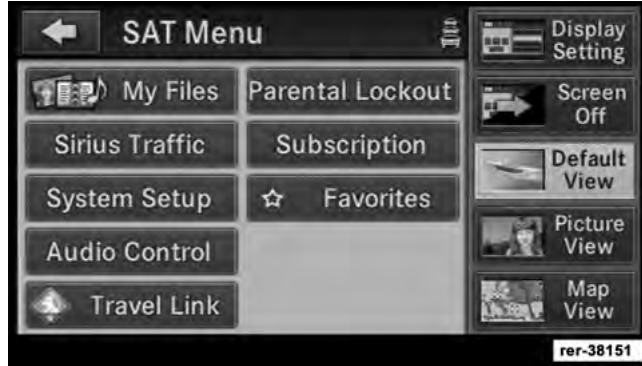 SAT Menu
My Files
Parental Lockout
Sirius Traffic
Subscription
System Setup
Favorites
Audio Control
Travel Link
Display
Setting
Screen
Off
Default
View
Picture
View
Map
View
rer-38151